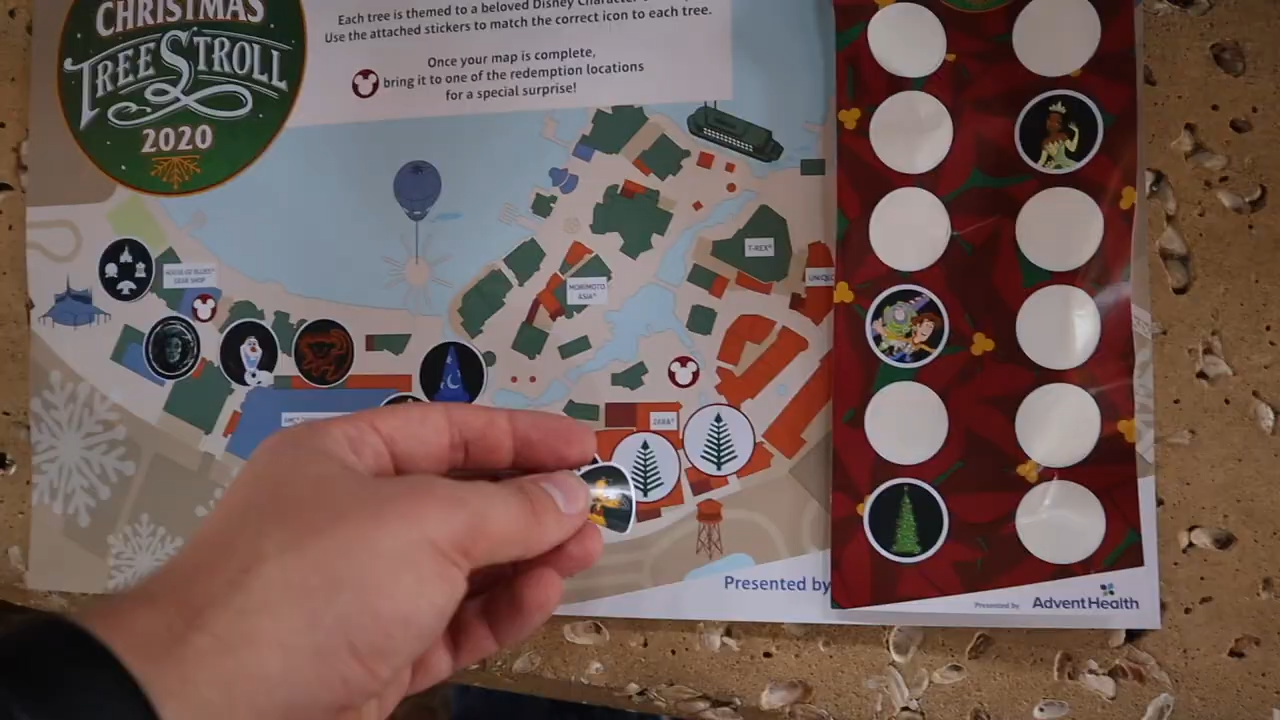 CHRISTMAS
TREE STROLL
2020
Each tree is themed to a beloved Disney Character
Use the attached stickers to match the correct icon to each tree.
Once your map is complete,
bring it to one of the redemption locations
for a special surprise!
HOUSE OF BLUES®
GEAR SHOP
MORIMOTO
ASIA®
T-REX®
ZARA®
Presented by
Presented by AdventHealth